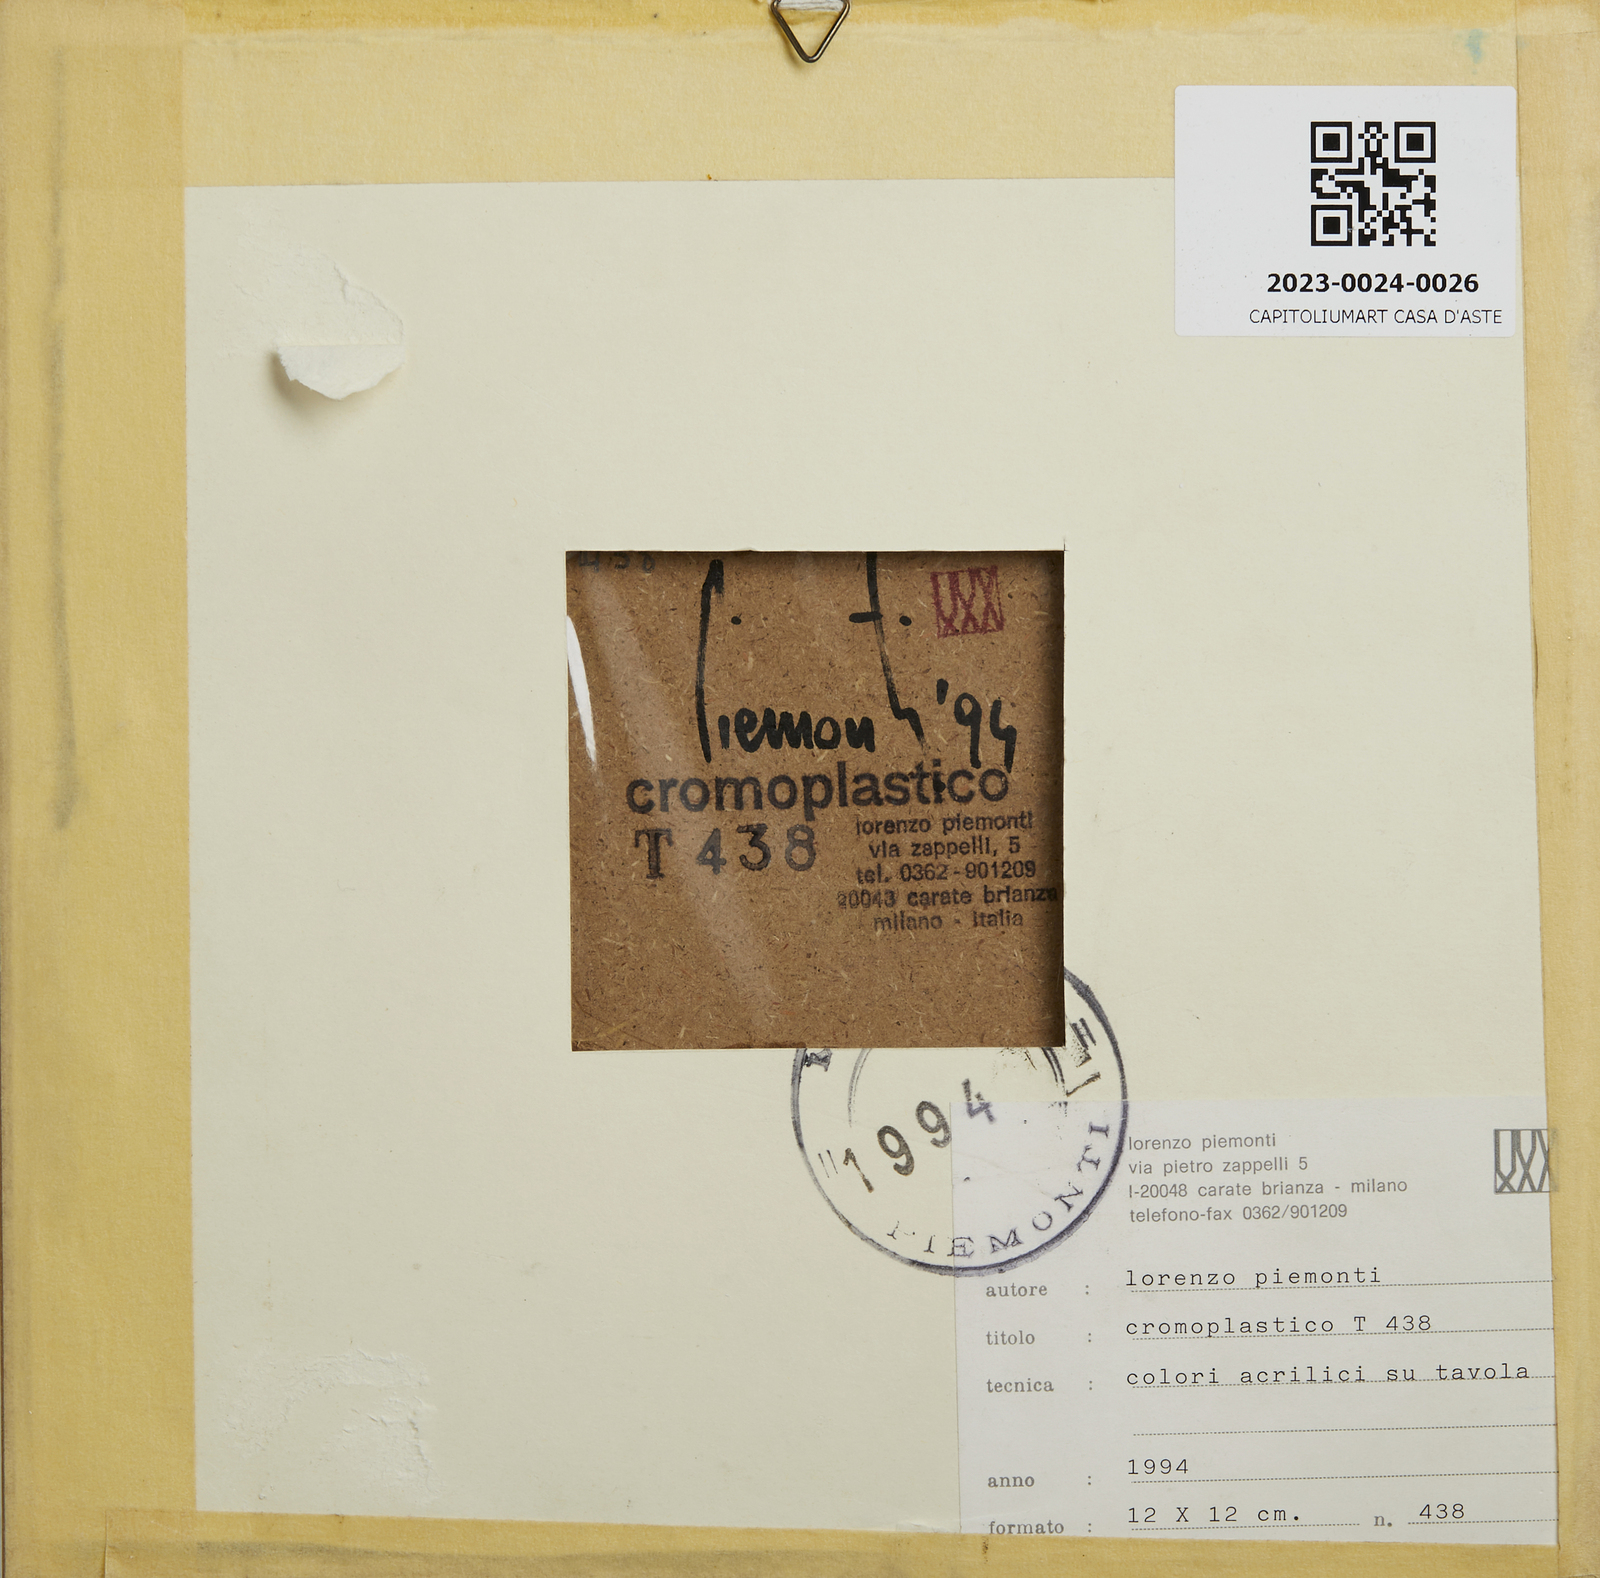 2023-0024-0026
CAPITOLIUMART CASA D'ASTE
438
Piemonti '94
cromoplastico
T 438
lorenzo piemonti
via zappelli, 5
tel. 0362-901209
20043 carate brianza
milano - italia
"1994
PIEMONTI
lorenzo piemonti
via pietro zappelli 5
I-20048 carate brianza - milano
telefono-fax 0362/901209
autore : lorenzo piemonti
titolo : cromoplastico T 438
tecnica : colori acrilici su tavola
anno : 1994
formato : 12 X 12 cm. n. 438